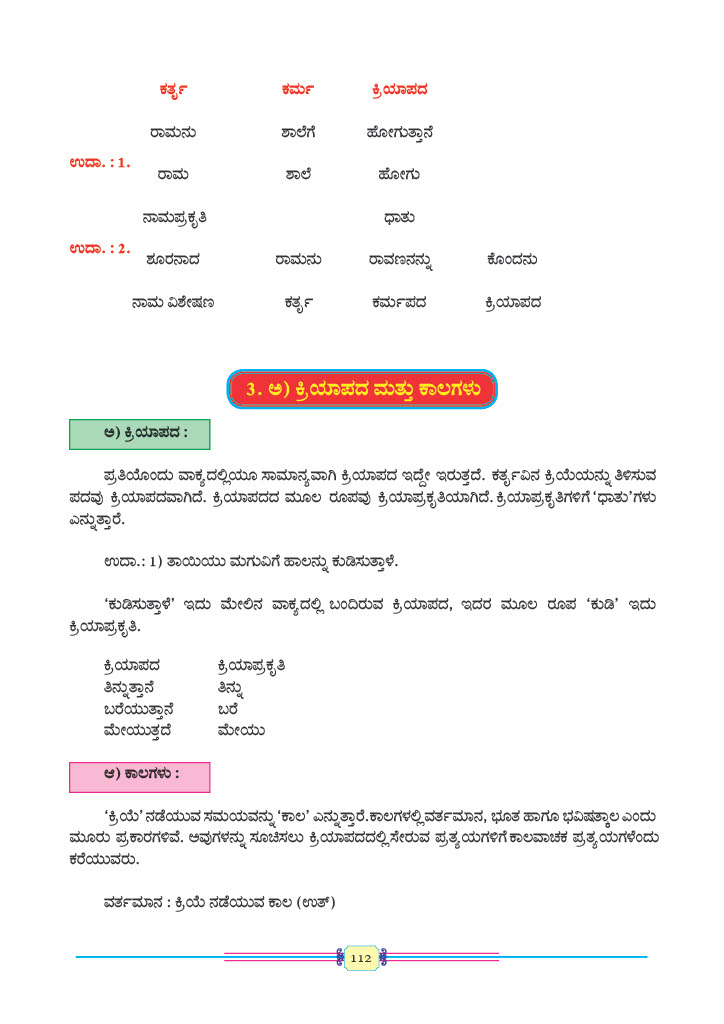 ಕರ್ತೃ ಕರ್ಮ ಕ್ರಿಯಾಪದ
ರಾಮನು ಶಾಲೆಗೆ ಹೋಗುತ್ತಾನೆ
ಉದಾ. : 1.
ರಾಮ ಶಾಲೆ ಹೋಗು
ನಾಮಪ್ರಕೃತಿ ಧಾತು
ಉದಾ. : 2.
ಶೂರನಾದ ರಾಮನು ರಾವಣನನ್ನು ಕೊಂದನು
ನಾಮ ವಿಶೇಷಣ ಕರ್ತೃ ಕರ್ಮಪದ ಕ್ರಿಯಾಪದ
3. ಅ) ಕ್ರಿಯಾಪದ ಮತ್ತು ಕಾಲಗಳು
ಅ) ಕ್ರಿಯಾಪದ :
ಪ್ರತಿಯೊಂದು ವಾಕ್ಯದಲ್ಲಿಯೂ ಸಾಮಾನ್ಯವಾಗಿ ಕ್ರಿಯಾಪದ ಇದ್ದೇ ಇರುತ್ತದೆ. ಕರ್ತೃವಿನ ಕ್ರಿಯೆಯನ್ನು ತಿಳಿಸುವ
ಪದವು ಕ್ರಿಯಾಪದವಾಗಿದೆ. ಕ್ರಿಯಾಪದದ ಮೂಲ ರೂಪವು ಕ್ರಿಯಾಪ್ರಕೃತಿಯಾಗಿದೆ. ಕ್ರಿಯಾಪ್ರಕೃತಿಗಳಿಗೆ ‘ಧಾತು’ಗಳು
ಎನ್ನುತ್ತಾರೆ.
ಉದಾ.: 1) ತಾಯಿಯು ಮಗುವಿಗೆ ಹಾಲನ್ನು ಕುಡಿಸುತ್ತಾಳೆ.
‘ಕುಡಿಸುತ್ತಾಳೆ’ ಇದು ಮೇಲಿನ ವಾಕ್ಯದಲ್ಲಿ ಬಂದಿರುವ ಕ್ರಿಯಾಪದ, ಇದರ ಮೂಲ ರೂಪ ‘ಕುಡಿ’ ಇದು
ಕ್ರಿಯಾಪ್ರಕೃತಿ.
ಕ್ರಿಯಾಪದ ಕ್ರಿಯಾಪ್ರಕೃತಿ
ತಿನ್ನುತ್ತಾನೆ ತಿನ್ನು
ಬರೆಯುತ್ತಾನೆ ಬರೆ
ಮೇಯುತ್ತದೆ ಮೇಯು
ಆ) ಕಾಲಗಳು :
‘ಕ್ರಿಯೆ’ ನಡೆಯುವ ಸಮಯವನ್ನು ‘ಕಾಲ’ ಎನ್ನುತ್ತಾರೆ.ಕಾಲಗಳಲ್ಲಿ ವರ್ತಮಾನ, ಭೂತ ಹಾಗೂ ಭವಿಷತ್ಕಾಲ ಎಂದು
ಮೂರು ಪ್ರಕಾರಗಳಿವೆ. ಅವುಗಳನ್ನು ಸೂಚಿಸಲು ಕ್ರಿಯಾಪದದಲ್ಲಿ ಸೇರುವ ಪ್ರತ್ಯಯಗಳಿಗೆ ಕಾಲವಾಚಕ ಪ್ರತ್ಯಯಗಳೆಂದು
ಕರೆಯುವರು.
ವರ್ತಮಾನ : ಕ್ರಿಯೆ ನಡೆಯುವ ಕಾಲ (ಉತ್)
112